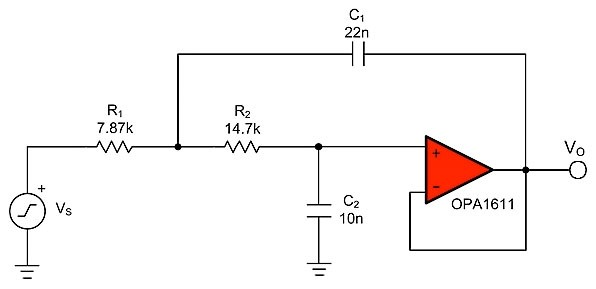 C1
22n
R1
7.87k
R2
14.7k
+
VS
C2
10n
+
−
OPA1611
VO